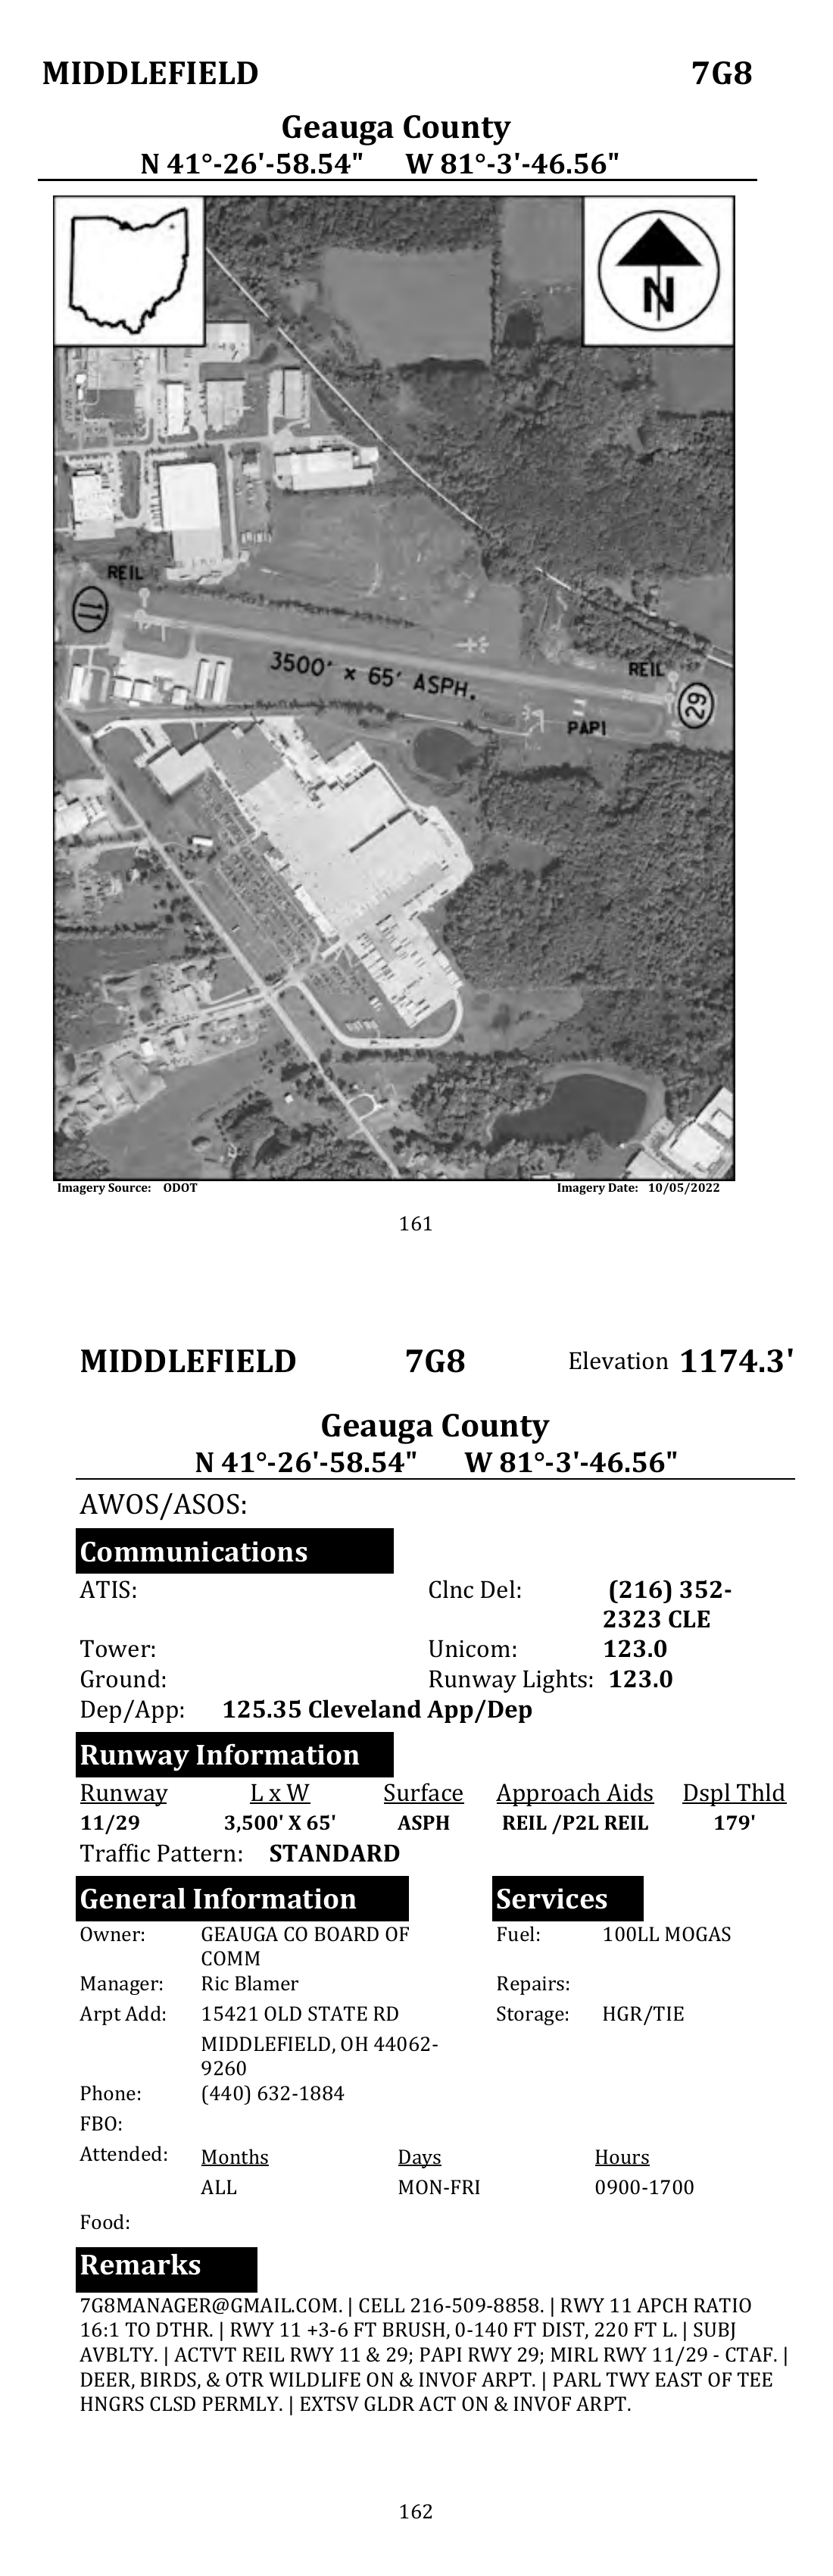 MIDDLEFIELD 7G8
Geauga County
N 41°-26'-58.54" W 81°-3'-46.56"
N
REIL
11
3500' x 65' ASPH.
REIL
29
PAPI
Imagery Source: ODOT Imagery Date: 10/05/2022
161
MIDDLEFIELD 7G8 Elevation 1174.3'
Geauga County
N 41°-26'-58.54" W 81°-3'-46.56"
AWOS/ASOS:
Communications
ATIS: Clnc Del: (216) 352-
2323 CLE
Tower: Unicom: 123.0
Ground: Runway Lights: 123.0
Dep/App: 125.35 Cleveland App/Dep
Runway Information
Runway L x W Surface Approach Aids Dspl Thld
11/29 3,500' X 65' ASPH REIL /P2L REIL 179'
Traffic Pattern: STANDARD
General Information Services
Owner: GEAUGA CO BOARD OF Fuel: 100LL MOGAS
COMM
Manager: Ric Blamer Repairs:
Arpt Add: 15421 OLD STATE RD Storage: HGR/TIE
MIDDLEFIELD, OH 44062-
9260
Phone: (440) 632-1884
FBO:
Attended: Months Days Hours
ALL MON-FRI 0900-1700
Food:
Remarks
7G8MANAGER@GMAIL.COM. | CELL 216-509-8858. | RWY 11 APCH RATIO
16:1 TO DTHR. | RWY 11 +3-6 FT BRUSH, 0-140 FT DIST, 220 FT L. | SUBJ
AVBLTY. | ACTVT REIL RWY 11 & 29; PAPI RWY 29; MIRL RWY 11/29 - CTAF. |
DEER, BIRDS, & OTR WILDLIFE ON & INVOF ARPT. | PARL TWY EAST OF TEE
HNGRS CLSD PERMLY. | EXTSV GLDR ACT ON & INVOF ARPT.
162